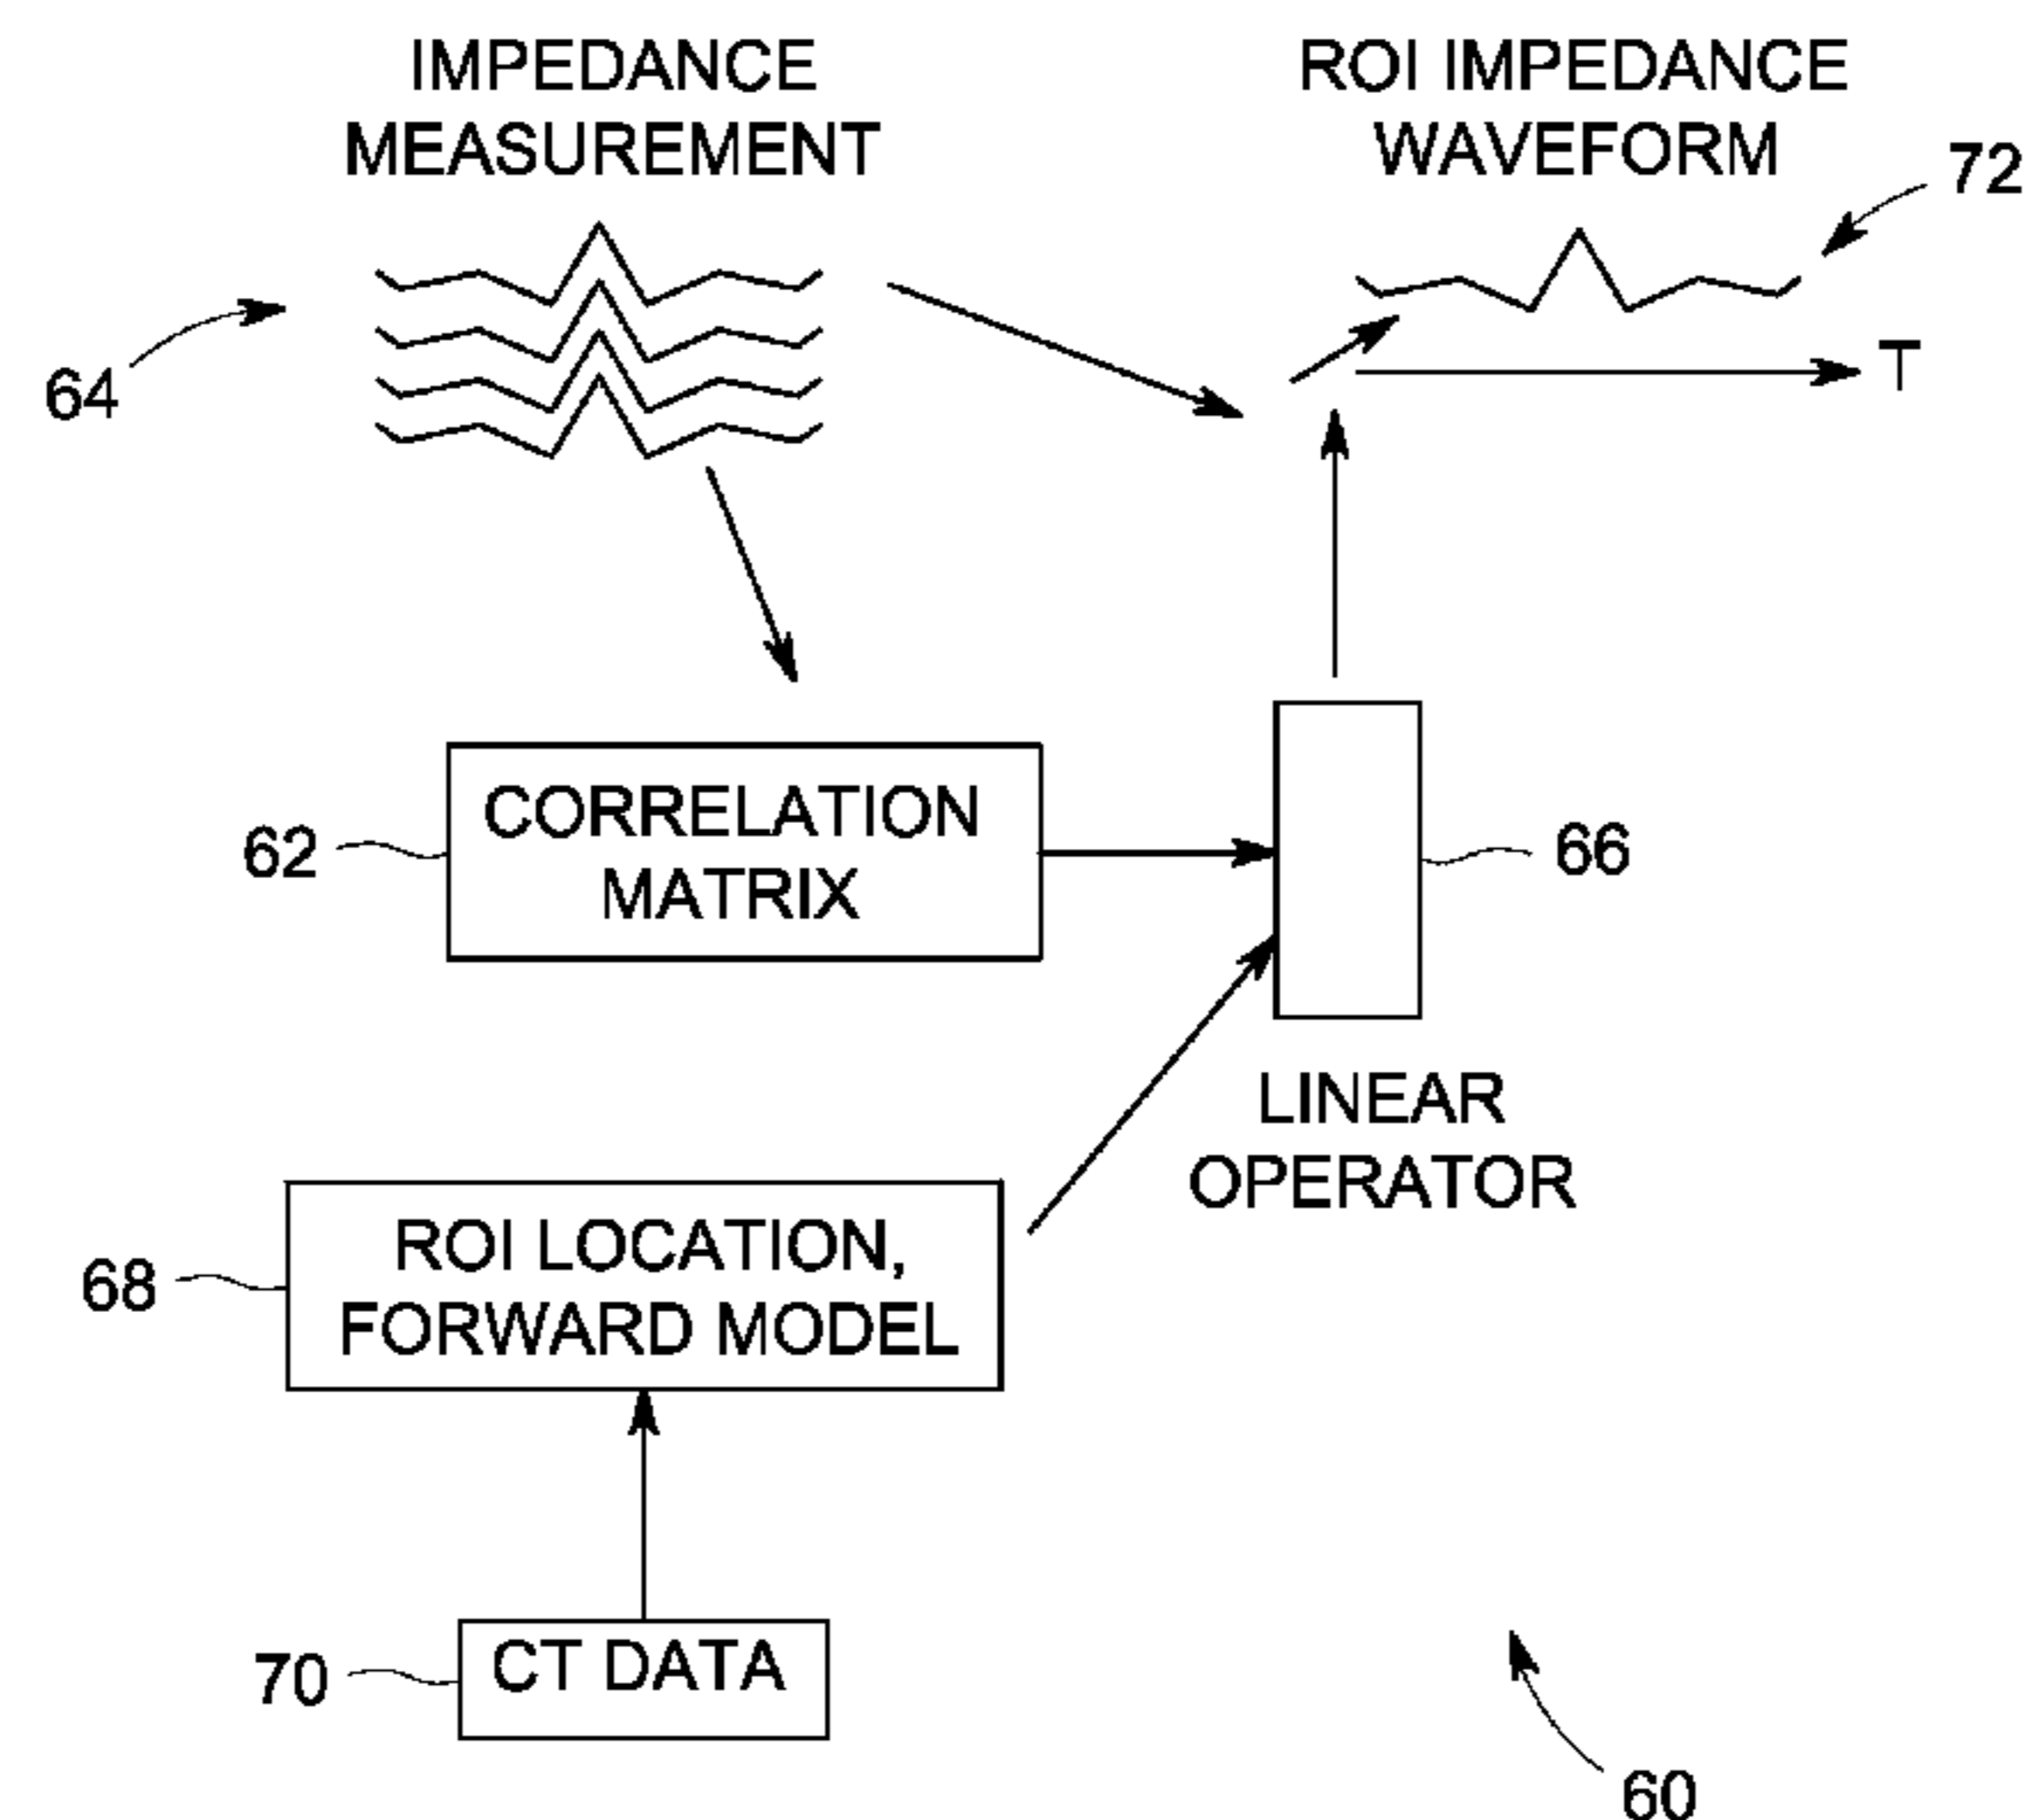 IMPEDANCE
MEASUREMENT
ROI IMPEDANCE
WAVEFORM
72
64
T
CORRELATION
MATRIX
62
66
LINEAR
OPERATOR
ROI LOCATION,
FORWARD MODEL
68
CT DATA
70
60